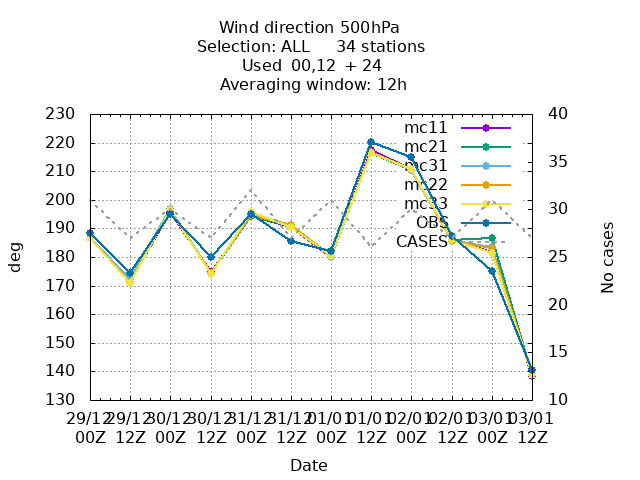 Wind direction 500hPa
Selection: ALL 34 stations
Used 00,12 + 24
Averaging window: 12h
230 40
220 mc11
mc21
210 mc31 35
mc22
200 mc33 30
190 OBS
CASES
180 25
170
160 20
150 15
140
130 10
deg
No cases
29/12 29/12 30/12 30/12 31/12 31/12 01/01 01/01 02/01 02/01 03/01 03/01
00Z 12Z 00Z 12Z 00Z 12Z 00Z 12Z 00Z 12Z 00Z 12Z
Date